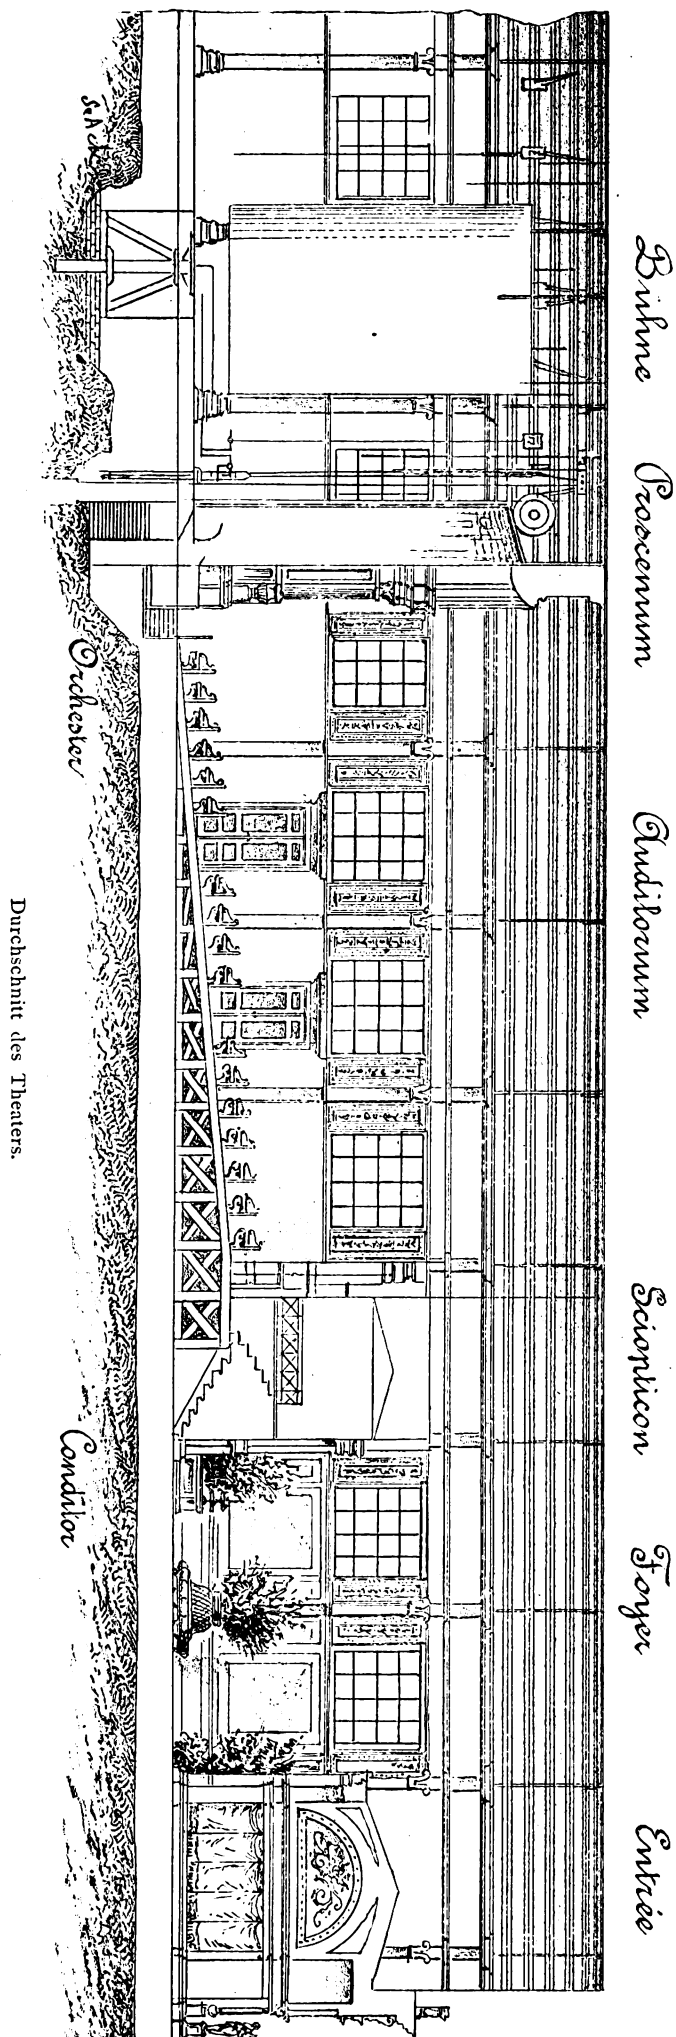 Bühne
Proscenium
Auditorium
Sciopticon
Foyer
Entrée
Orchester
Conditor
Durchschnitt des Theaters.